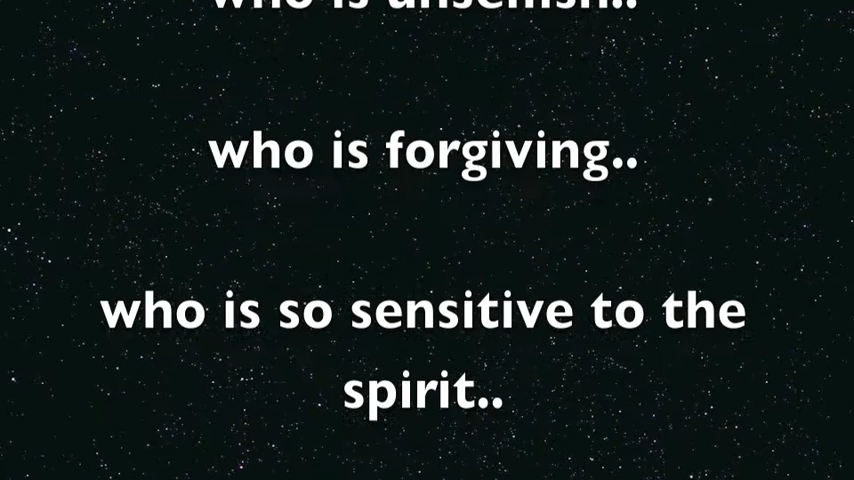 who is unselfish..
who is forgiving..
who is so sensitive to the
spirit..